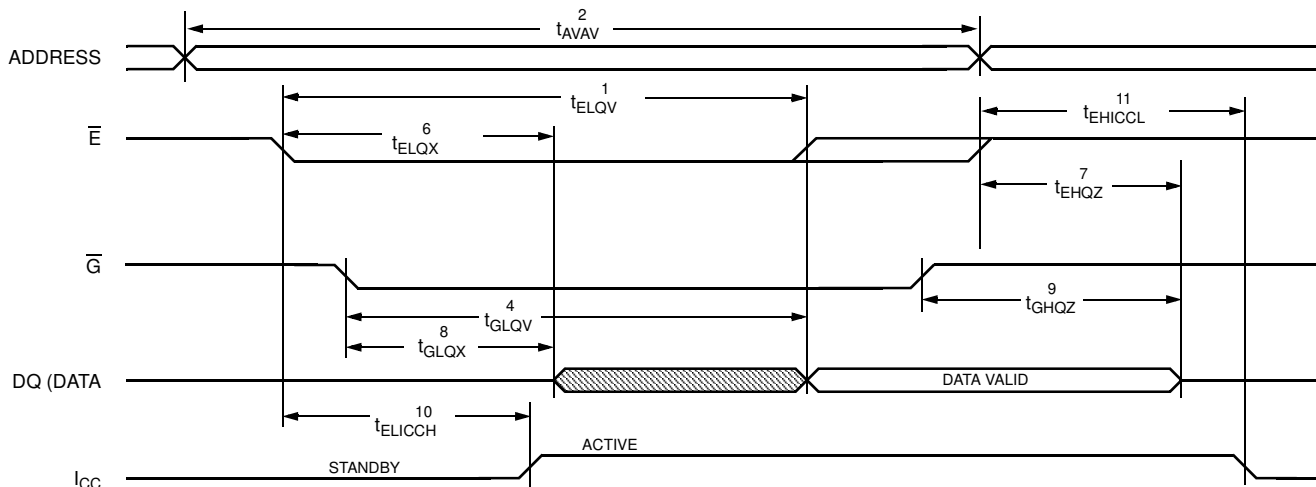 2
tAVAV
ADDRESS
1
tELQV
11
tEHICCL
E
6
tELQX
7
tEHQZ
G
9
tGHQZ
4
tGLQV
8
tGLQX
DQ (DATA
DATA VALID
10
tELICCH
ACTIVE
STANDBY
ICC